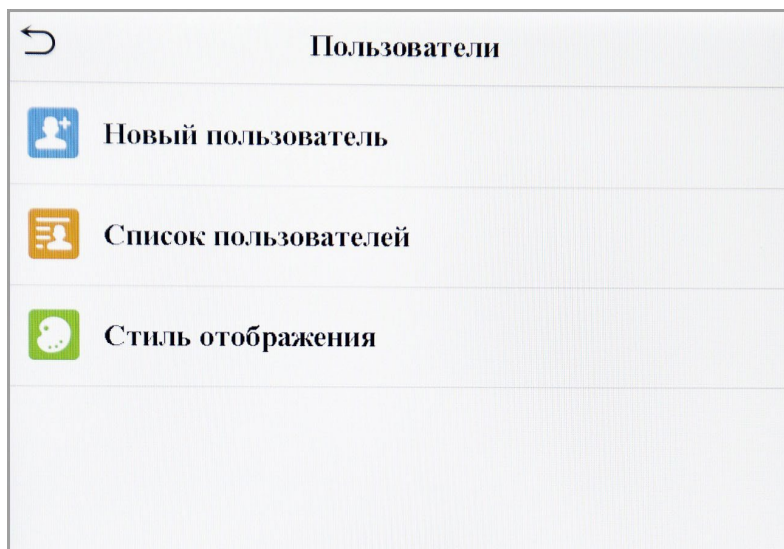 Пользователи
Новый пользователь
Список пользователей
Стиль отображения